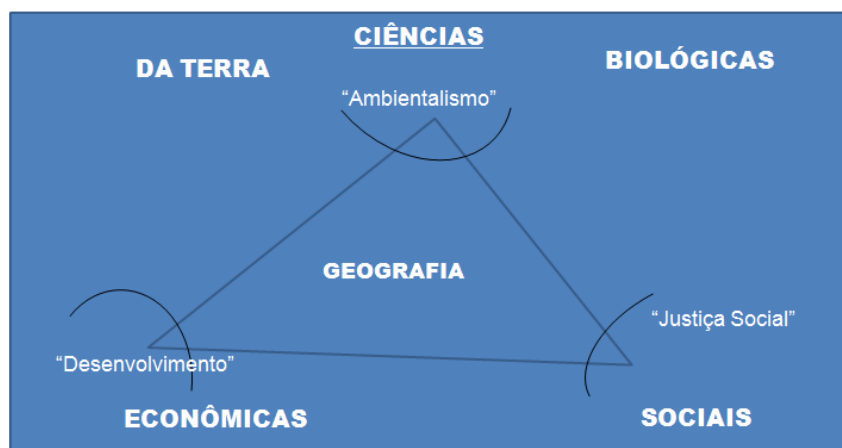 CIÊNCIAS
DA TERRA
BIOLÓGICAS
“Ambientalismo”
GEOGRAFIA
“Justiça Social”
“Desenvolvimento”
ECONÔMICAS
SOCIAIS